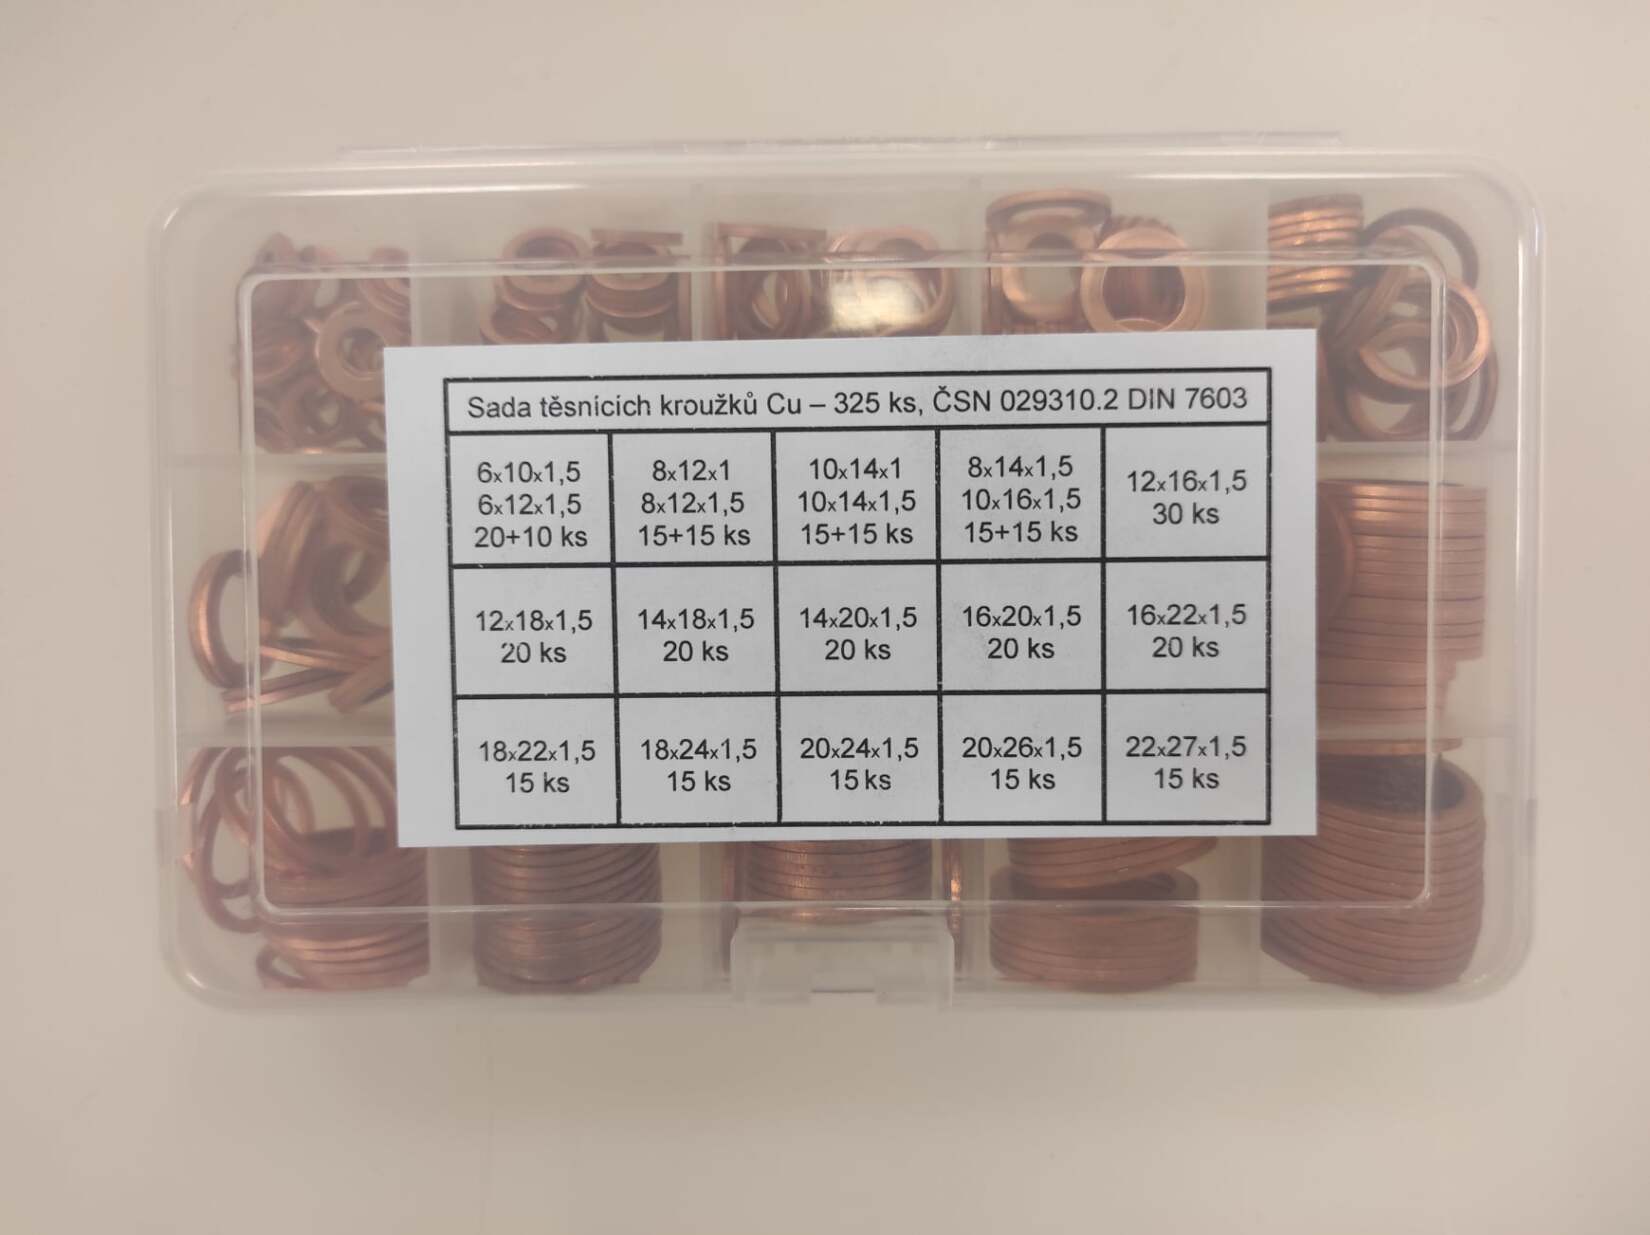 Sada těsnících kroužků Cu – 325 ks, ČSN 029310.2 DIN 7603
6x10x1,5
6x12x1,5
20+10 ks
8x12x1
8x12x1,5
15+15 ks
10x14x1
10x14x1,5
15+15 ks
8x14x1,5
10x16x1,5
15+15 ks
12x16x1,5
30 ks
12x18x1,5
20 ks
14x18x1,5
20 ks
14x20x1,5
20 ks
16x20x1,5
20 ks
16x22x1,5
20 ks
18x22x1,5
15 ks
18x24x1,5
15 ks
20x24x1,5
15 ks
20x26x1,5
15 ks
22x27x1,5
15 ks